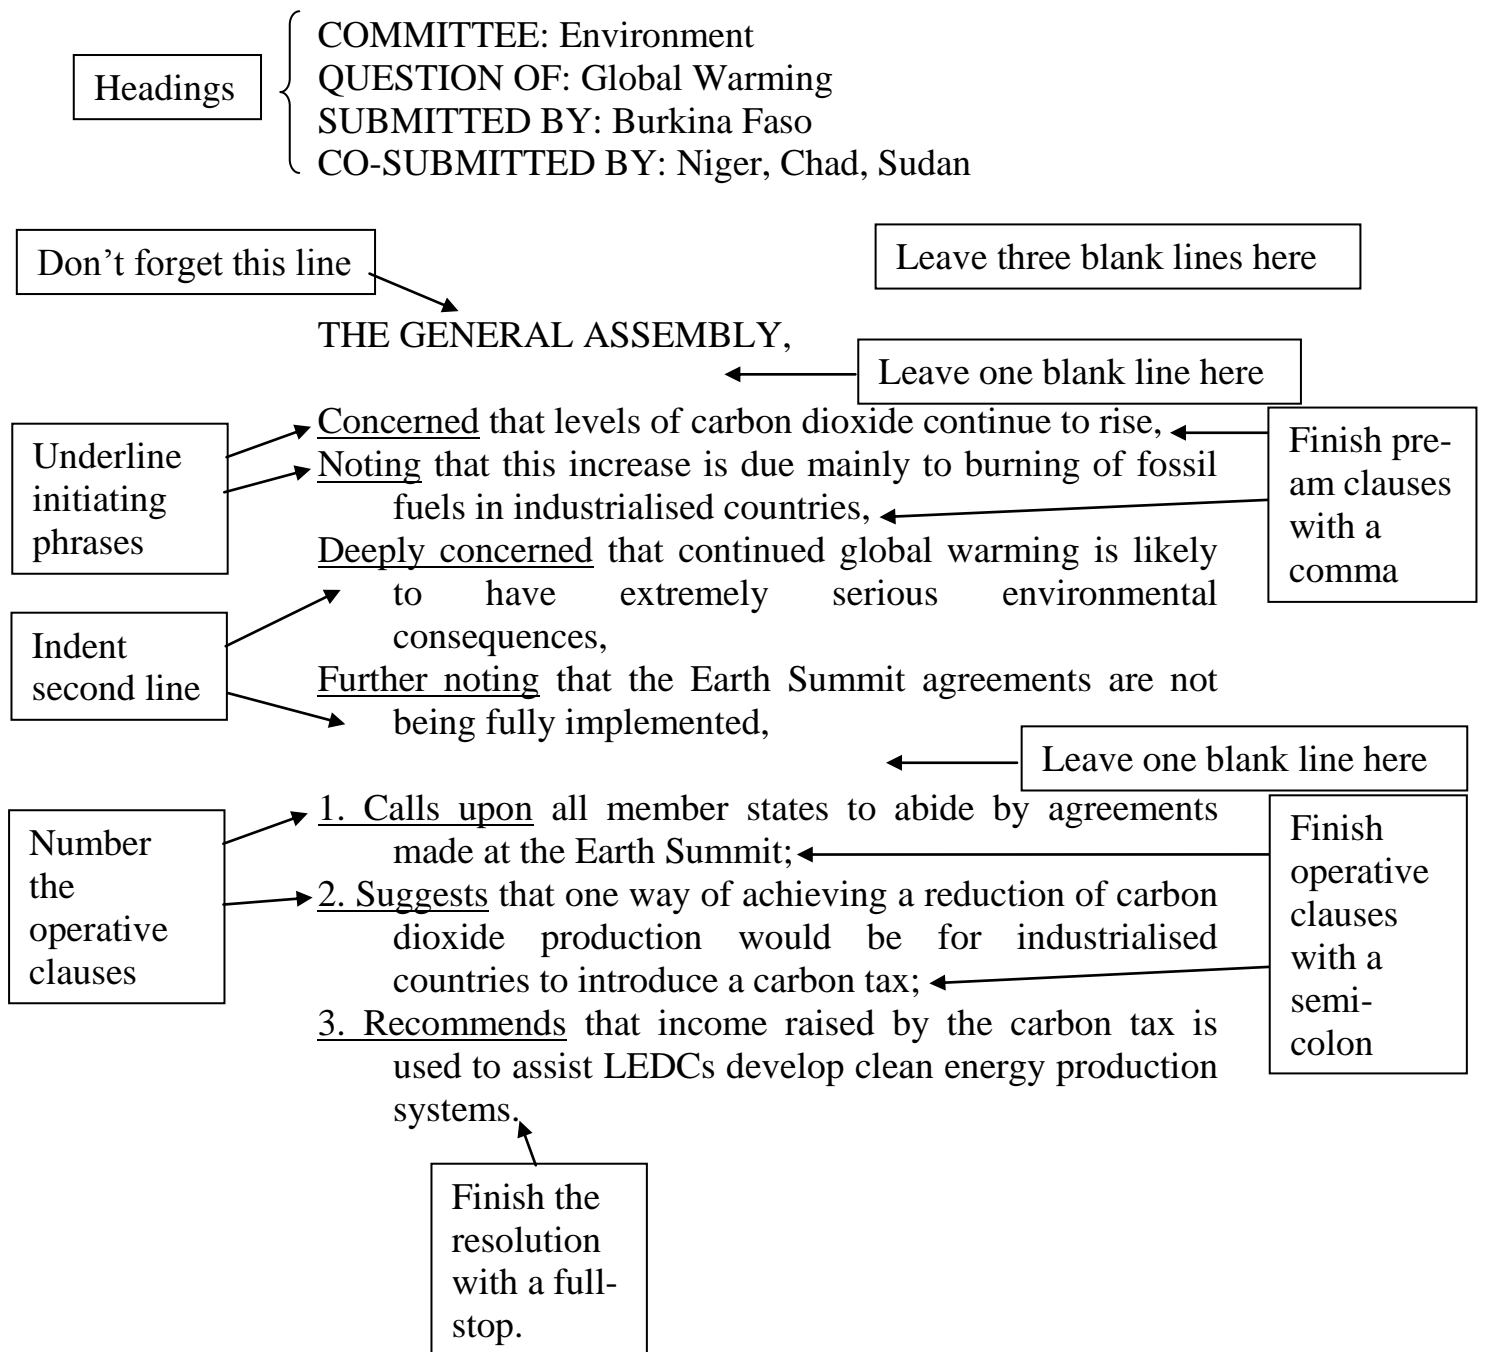 COMMITTEE: Environment
Headings
QUESTION OF: Global Warming
SUBMITTED BY: Burkina Faso
CO-SUBMITTED BY: Niger, Chad, Sudan
Don’t forget this line
Leave three blank lines here
THE GENERAL ASSEMBLY,
Leave one blank line here
Underline
initiating
phrases
Concerned that levels of carbon dioxide continue to rise,
Noting that this increase is due mainly to burning of fossil
fuels in industrialised countries,
Deeply concerned that continued global warming is likely
to have extremely serious environmental
consequences,
Further noting that the Earth Summit agreements are not
being fully implemented,
Finish pre-
am clauses
with a
comma
Indent
second line
Leave one blank line here
Number
the
operative
clauses
1. Calls upon all member states to abide by agreements
made at the Earth Summit;
2. Suggests that one way of achieving a reduction of carbon
dioxide production would be for industrialised
countries to introduce a carbon tax;
3. Recommends that income raised by the carbon tax is
used to assist LEDCs develop clean energy production
systems.
Finish
operative
clauses
with a
semi-
colon
Finish the
resolution
with a full-
stop.